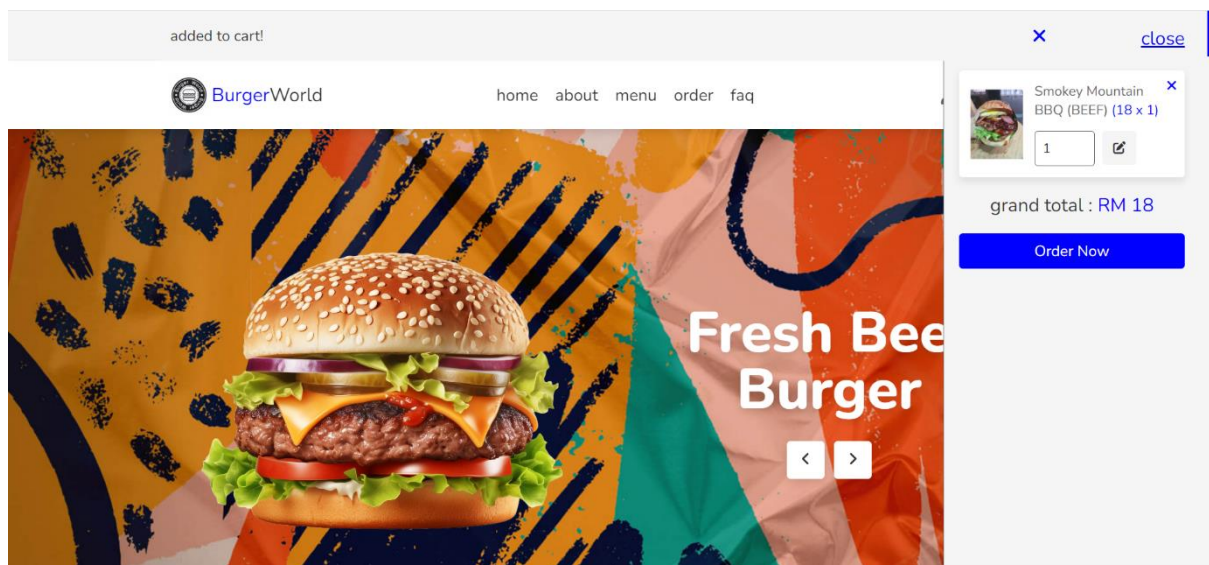 added to cart!
close
BurgerWorld
home about menu order faq
Smokey Mountain
BBQ (BEEF) (18 x 1)
1
grand total : RM 18
Order Now
Fresh Bee
Burger